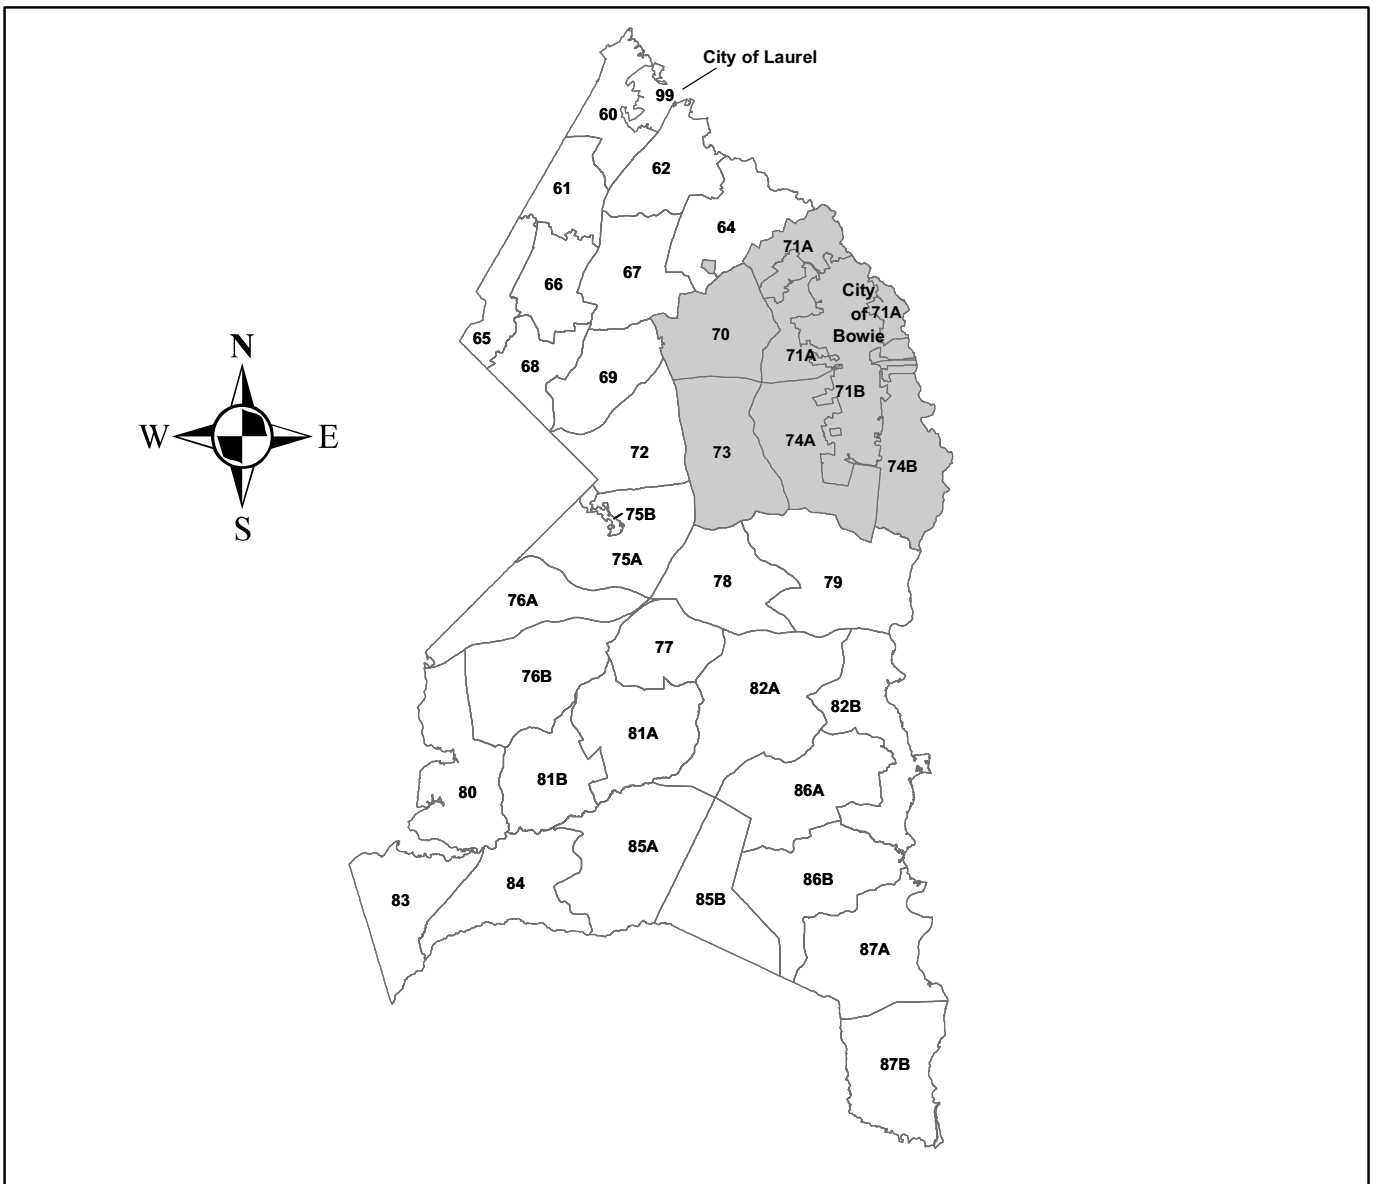 City of Laurel
99
60
62
61
64
71A
67
66
City
of
71A
Bowie
70
65
N
71A
68
69
71B
W
E
74A
72
73
74B
75B
S
75A
78
79
76A
77
76B
82A
82B
81A
81B
80
86A
85A
86B
84
83
85B
87A
87B